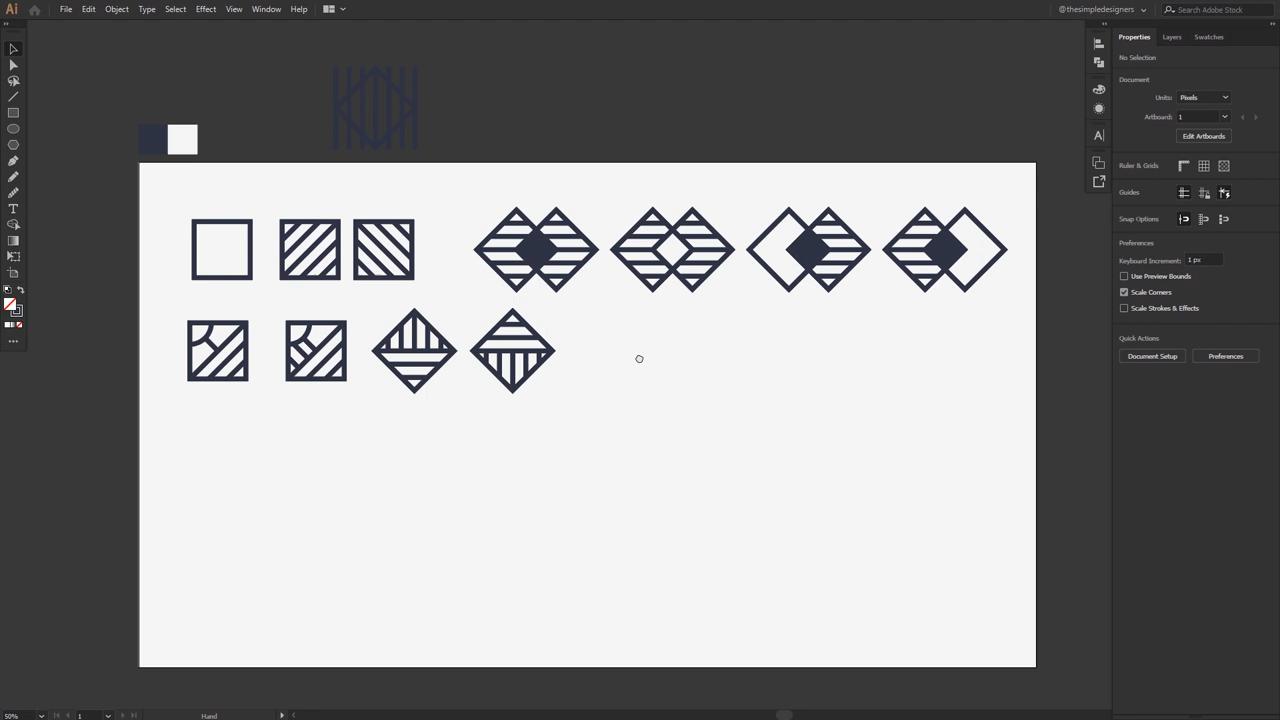 Ai File Edit Object Type Select Effect View Window Help @thesimpledesigners Search Adobe Stock
Properties Layers Swatches
No Selection
Document
Units: Pixels
Artboard: 1
Edit Artboards
Ruler & Grids
Guides
Snap Options
Preferences
Keyboard Increment: 1 px
Use Preview Bounds
Scale Corners
Scale Strokes & Effects
Quick Actions
Document Setup Preferences
50% 1 Hand